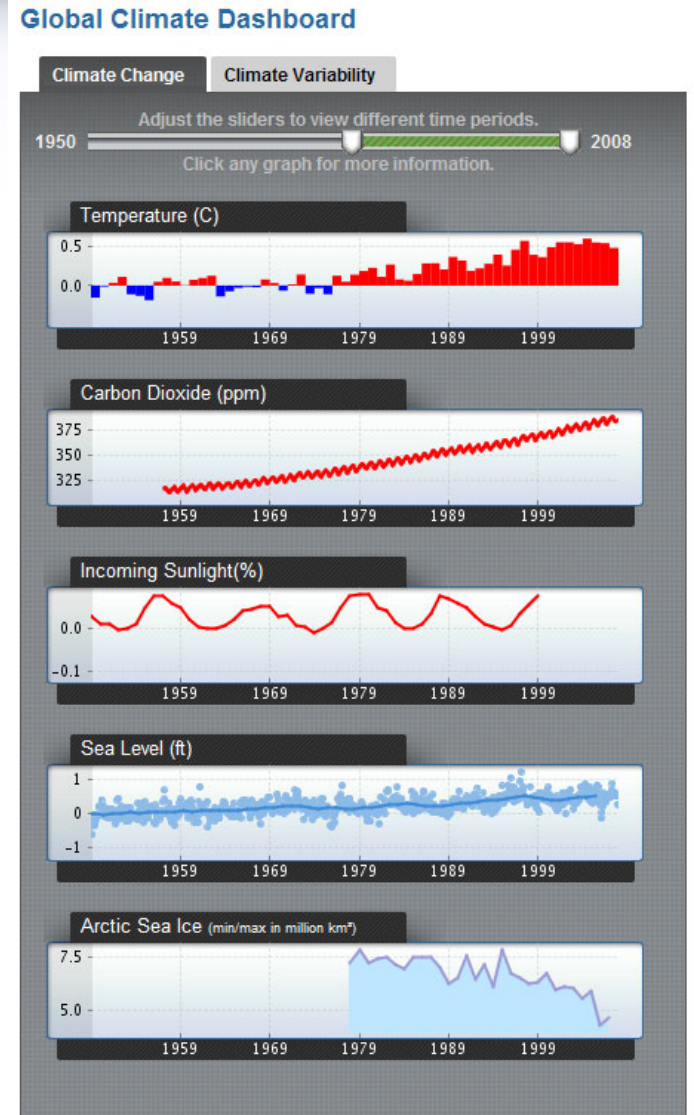 Global Climate Dashboard
Climate Change Climate Variability
Adjust the sliders to view different time periods.
1950 2008
Click any graph for more information.
Temperature (C)
0.5
0.0
1959 1969 1979 1989 1999
Carbon Dioxide (ppm)
375
350
325
1959 1969 1979 1989 1999
Incoming Sunlight(%)
0.0
-0.1
1959 1969 1979 1989 1999
Sea Level (ft)
1
0
-1
1959 1969 1979 1989 1999
Arctic Sea Ice (min/max in million km²)
7.5
5.0
1959 1969 1979 1989 1999